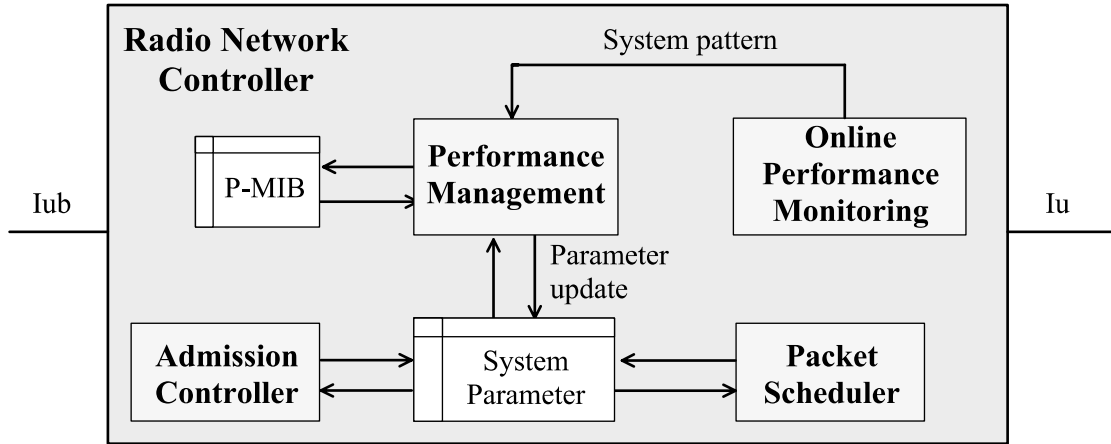 Radio Network
Controller
System pattern
P-MIB
Performance
Management
Online
Performance
Monitoring
Iub
Iu
Parameter
update
Admission
Controller
System
Parameter
Packet
Scheduler